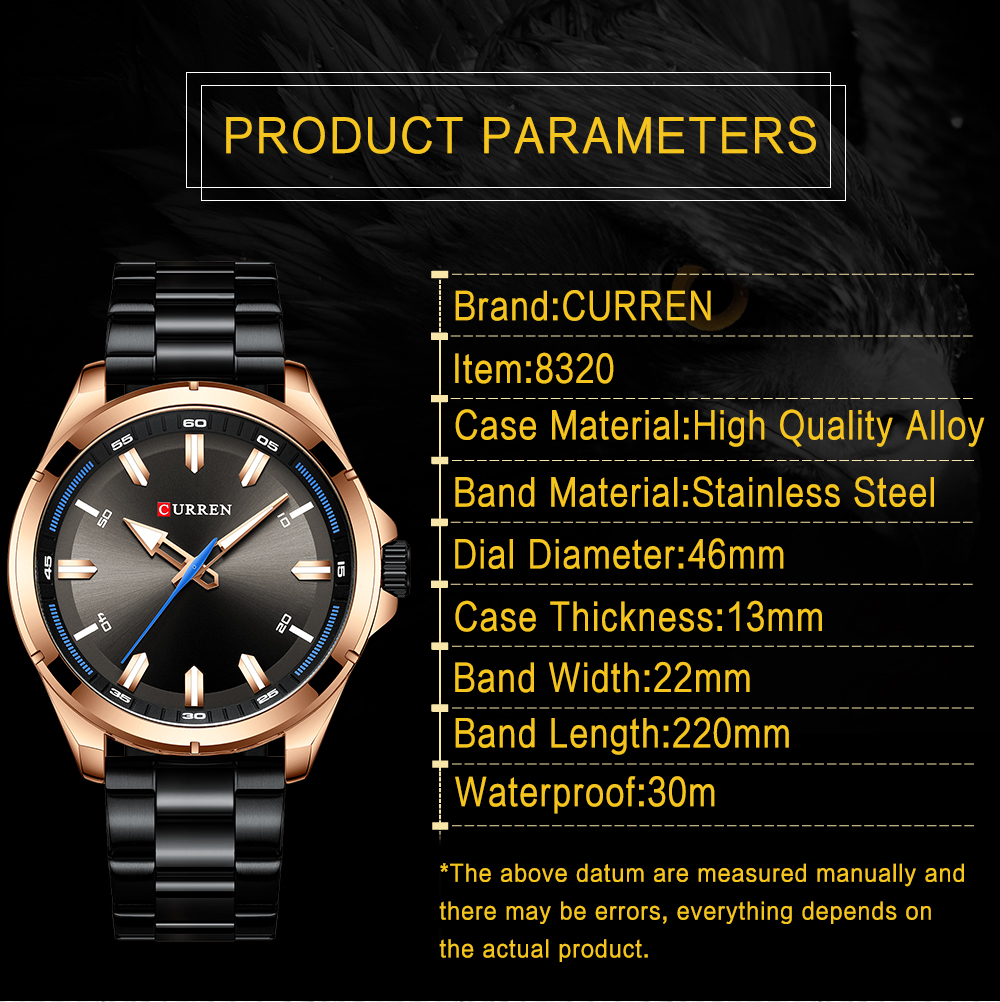 PRODUCT PARAMETERS
Brand:CURREN
Item:8320
Case Material:High Quality Alloy
Band Material:Stainless Steel
Dial Diameter:46mm
Case Thickness:13mm
Band Width:22mm
Band Length:220mm
Waterproof:30m
*The above datum are measured manually and
there may be errors, everything depends on
the actual product.
60
05
10
15
20
25
30
35
40
45
50
55
CURREN